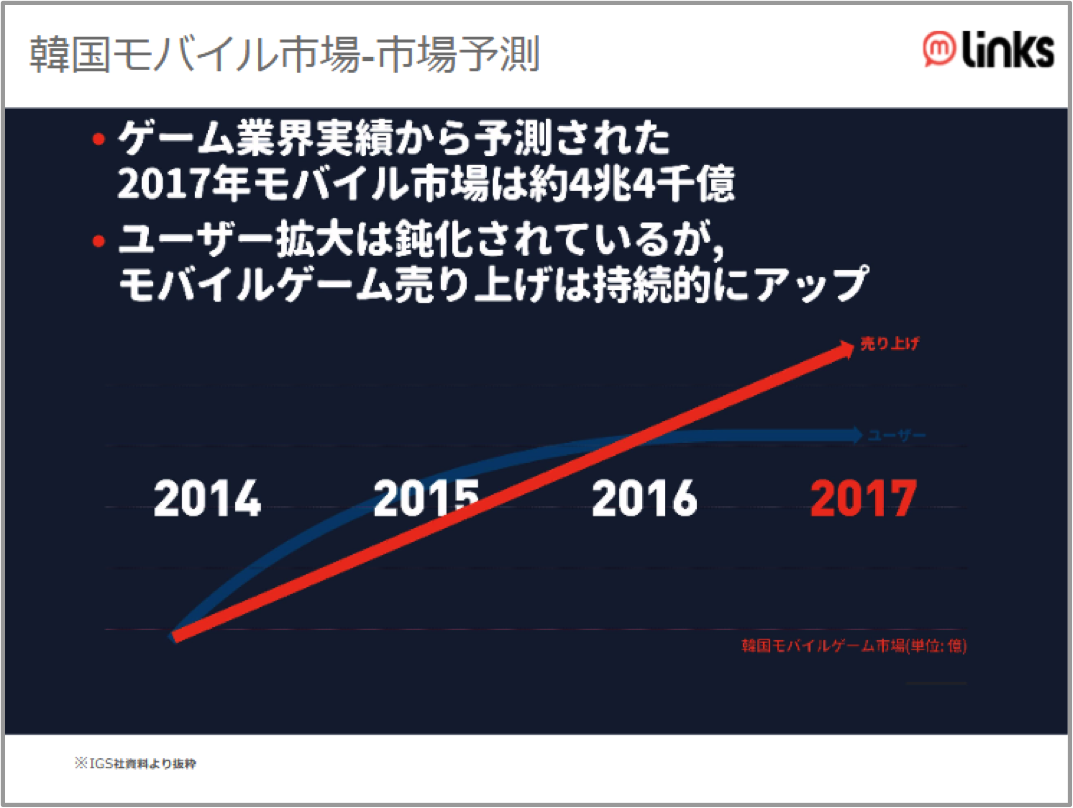 韓国モバイル市場-市場予測
links
• ゲーム業界実績から予測された
2017年モバイル市場は約4兆4千億
• ユーザー拡大は鈍化されているが,
モバイルゲーム売り上げは持続的にアップ
売り上げ
ユーザー
2014 2015 2016 2017
韓国モバイルゲーム市場(単位: 億)
※IGS社資料より抜粋